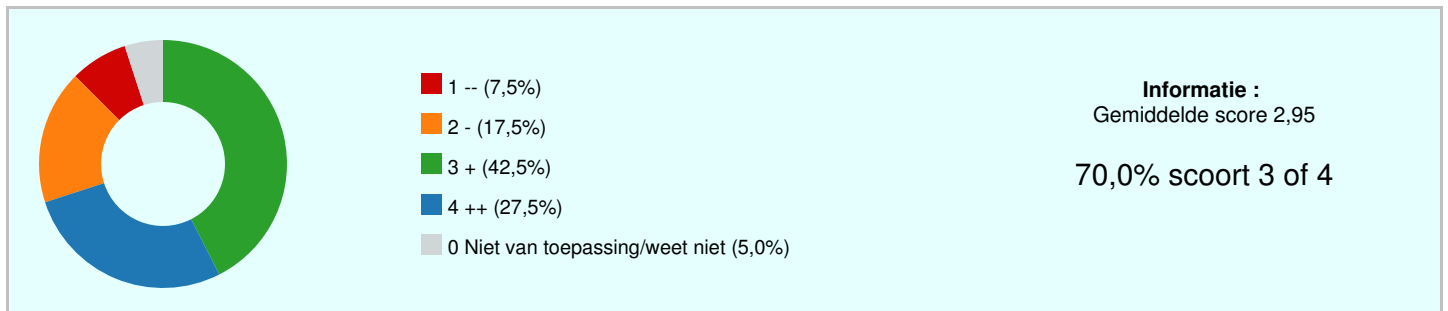 1 -- (7,5%)
2 - (17,5%)
3 + (42,5%)
4 ++ (27,5%)
0 Niet van toepassing/weet niet (5,0%)
Informatie :
Gemiddelde score 2,95
70,0% scoort 3 of 4